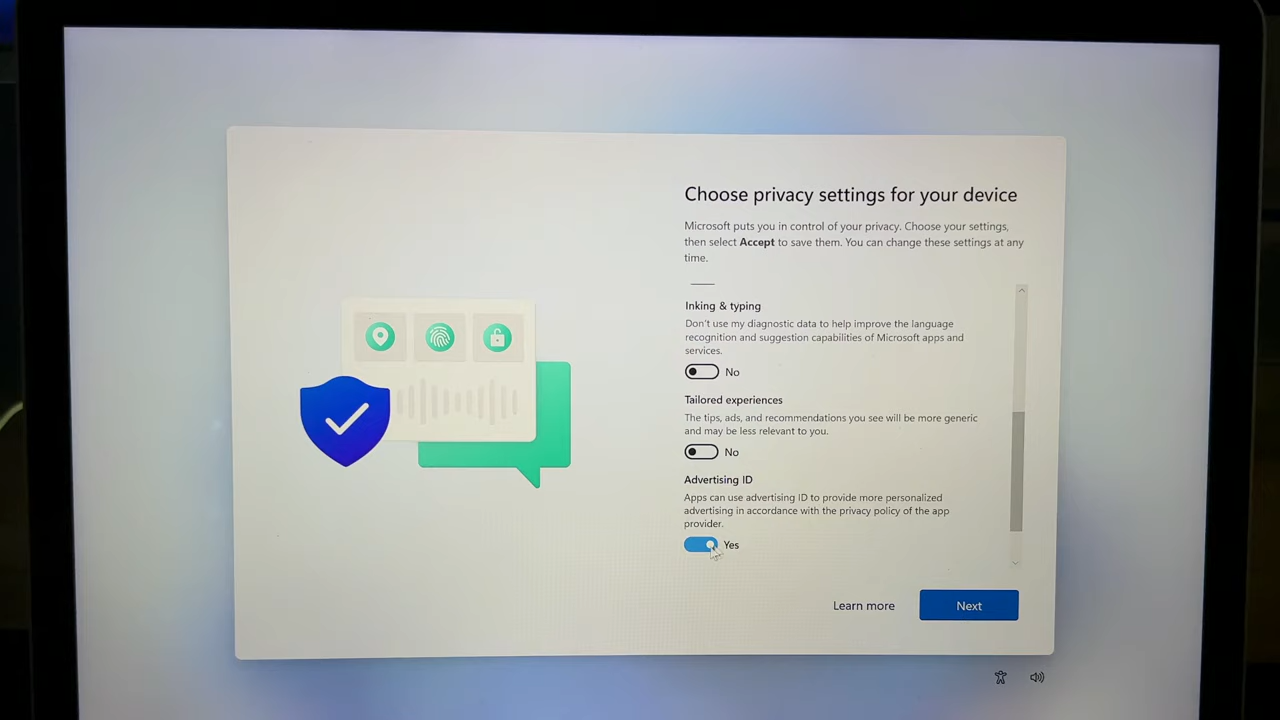 Choose privacy settings for your device
Microsoft puts you in control of your privacy. Choose your settings,
then select Accept to save them. You can change these settings at any
time.
Inking & typing
Don't use my diagnostic data to help improve the language
recognition and suggestion capabilities of Microsoft apps and
services.
No
Tailored experiences
The tips, ads, and recommendations you see will be more generic
and may be less relevant to you.
No
Advertising ID
Apps can use advertising ID to provide more personalized
advertising in accordance with the privacy policy of the app
provider.
Yes
Learn more
Next